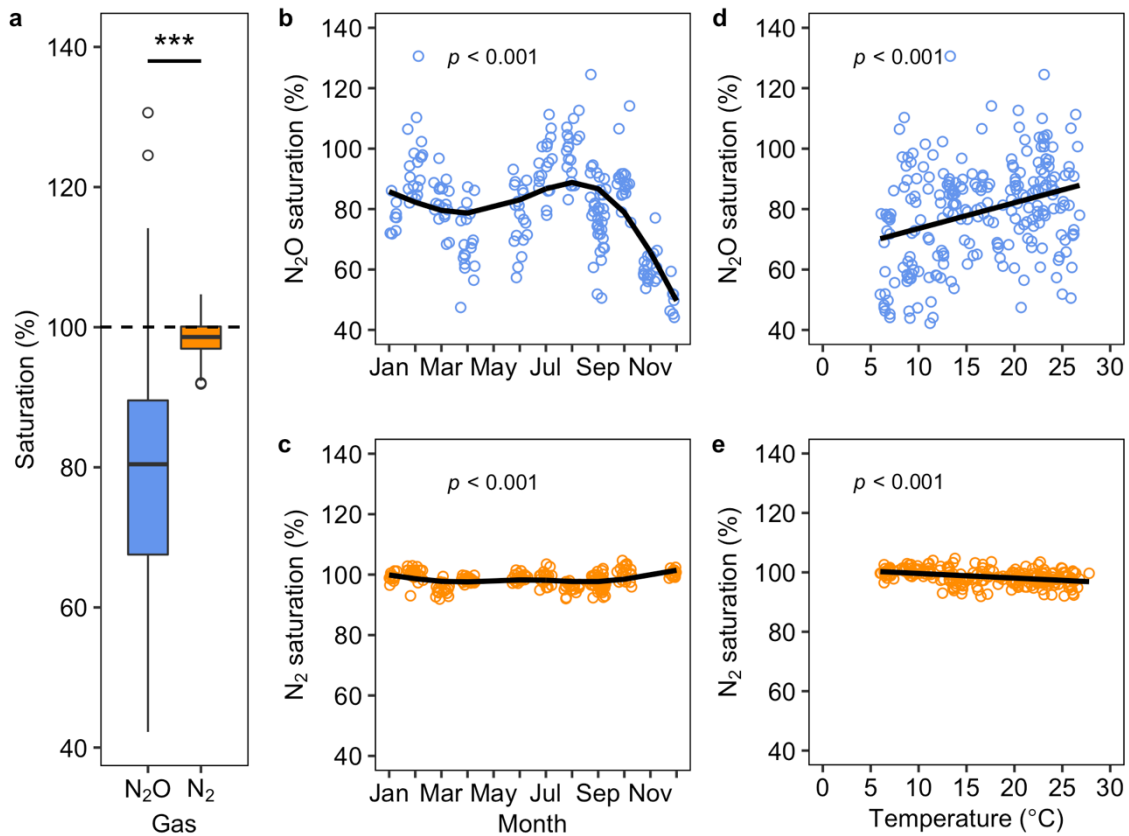 a
Saturation (%)
140
120
100
80
60
40
***
N₂O N₂
Gas
b
N₂O saturation (%)
140
120
100
80
60
40
p < 0.001
Jan Mar May Jul Sep Nov
d
N₂O saturation (%)
140
120
100
80
60
40
p < 0.001
0 5 10 15 20 25 30
c
N₂ saturation (%)
140
120
100
80
60
40
p < 0.001
Jan Mar May Jul Sep Nov
Month
e
N₂ saturation (%)
140
120
100
80
60
40
p < 0.001
0 5 10 15 20 25 30
Temperature (°C)